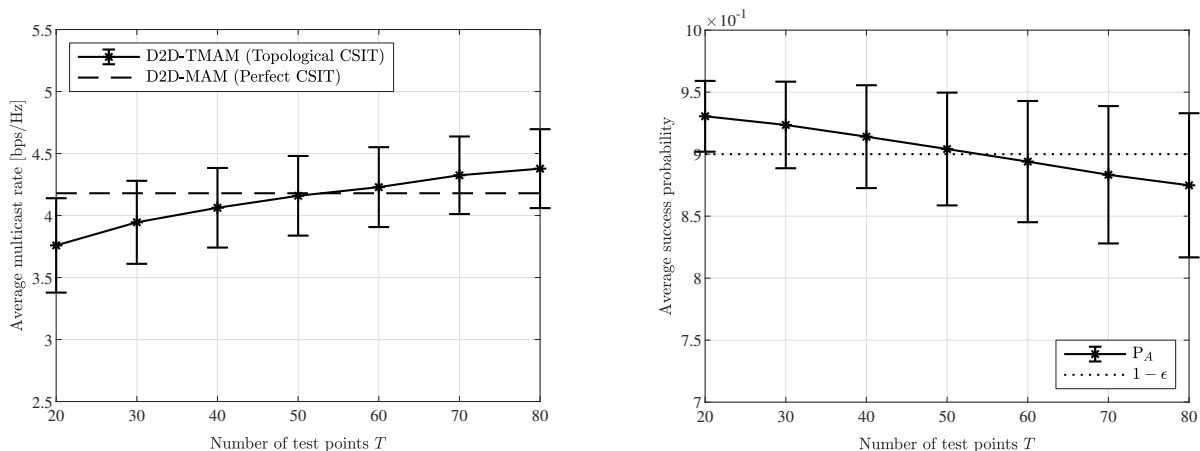 5.5
5
4.5
4
3.5
3
2.5
20 30 40 50 60 70 80
Average multicast rate [bps/Hz]
Number of test points T
D2D-TMAM (Topological CSIT)
D2D-MAM (Perfect CSIT)
×10⁻¹
10
9.5
9
8.5
8
7.5
7
20 30 40 50 60 70 80
Average success probability
Number of test points T
P_A
1 − ϵ